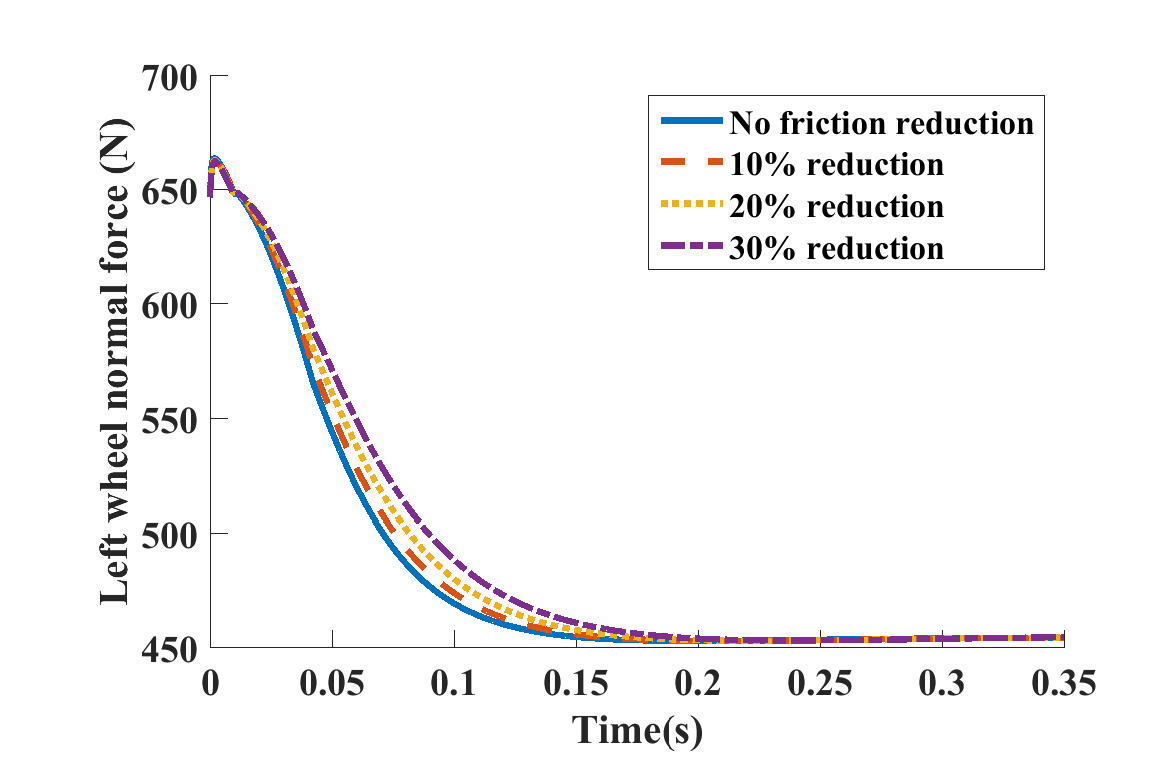 700
650
600
550
500
450
Left wheel normal force (N)
No friction reduction
10% reduction
20% reduction
30% reduction
0 0.05 0.1 0.15 0.2 0.25 0.3 0.35
Time(s)